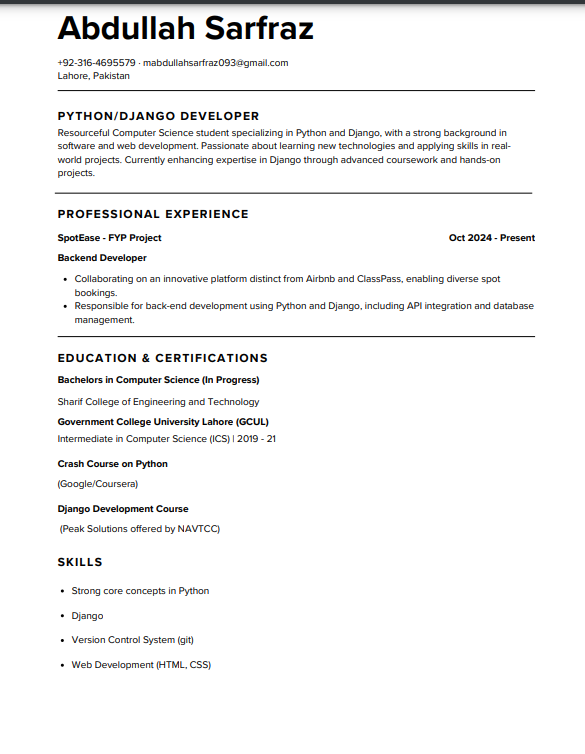 Abdullah Sarfraz
+92-316-4695579 · mabdullahsarfraz093@gmail.com
Lahore, Pakistan
PYTHON/DJANGO DEVELOPER
Resourceful Computer Science student specializing in Python and Django, with a strong background in
software and web development. Passionate about learning new technologies and applying skills in real-
world projects. Currently enhancing expertise in Django through advanced coursework and hands-on
projects.
PROFESSIONAL EXPERIENCE
SpotEase - FYP Project Oct 2024 - Present
Backend Developer
• Collaborating on an innovative platform distinct from Airbnb and ClassPass, enabling diverse spot
bookings.
• Responsible for back-end development using Python and Django, including API integration and database
management.
EDUCATION & CERTIFICATIONS
Bachelors in Computer Science (In Progress)
Sharif College of Engineering and Technology
Government College University Lahore (GCUL)
Intermediate in Computer Science (ICS) | 2019 - 21
Crash Course on Python
(Google/Coursera)
Django Development Course
(Peak Solutions offered by NAVTCC)
SKILLS
• Strong core concepts in Python
• Django
• Version Control System (git)
• Web Development (HTML, CSS)